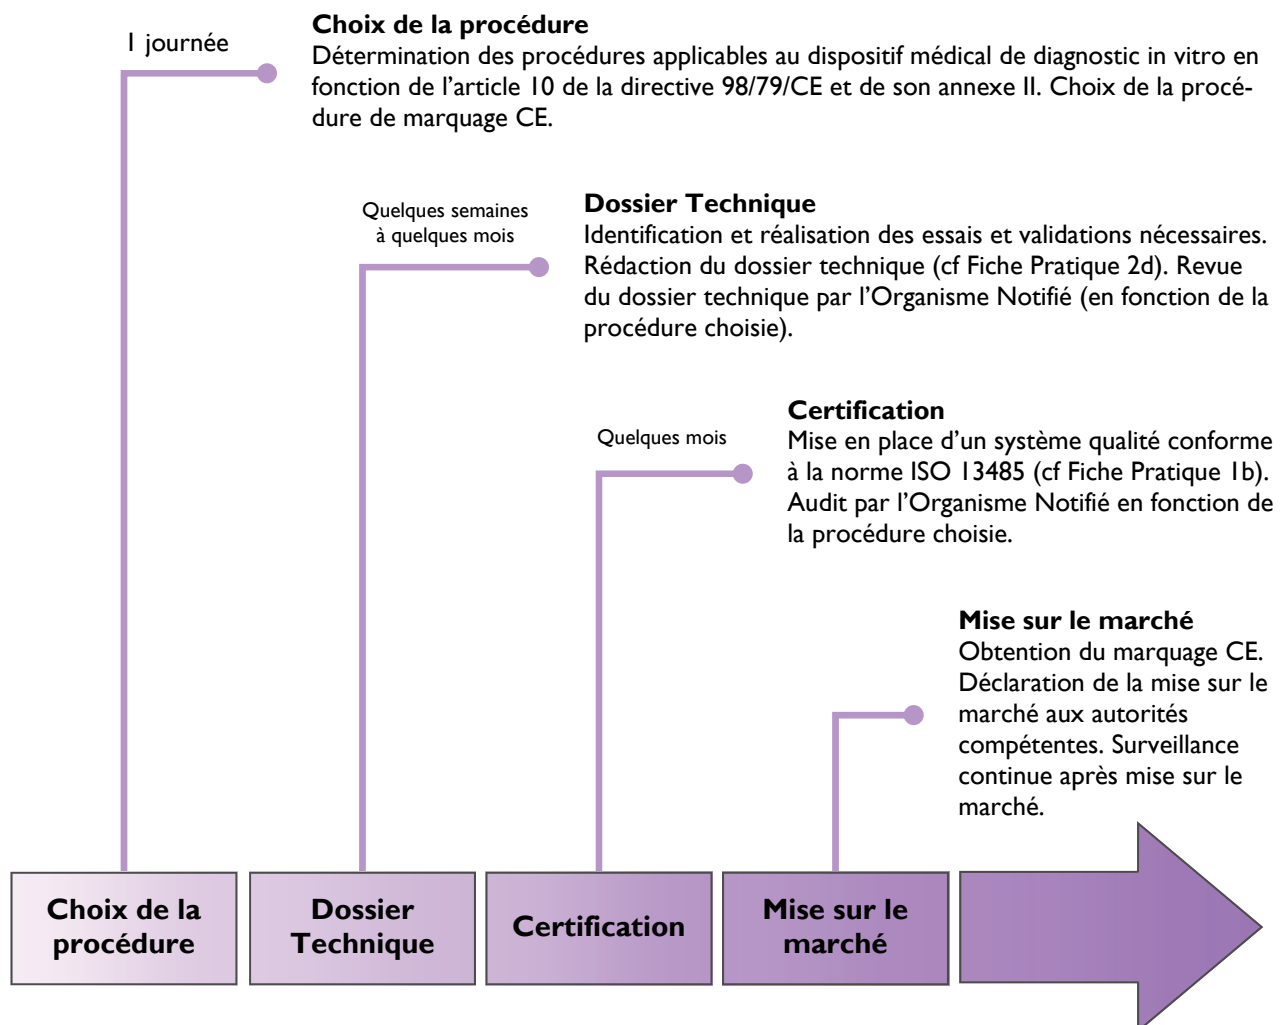 1 journée
Choix de la procédure
Détermination des procédures applicables au dispositif médical de diagnostic in vitro en
fonction de l’article 10 de la directive 98/79/CE et de son annexe II. Choix de la procé-
dure de marquage CE.
Quelques semaines
à quelques mois
Dossier Technique
Identification et réalisation des essais et validations nécessaires.
Rédaction du dossier technique (cf Fiche Pratique 2d). Revue
du dossier technique par l’Organisme Notifié (en fonction de la
procédure choisie).
Quelques mois
Certification
Mise en place d’un système qualité conforme
à la norme ISO 13485 (cf Fiche Pratique 1b).
Audit par l’Organisme Notifié en fonction de
la procédure choisie.
Mise sur le marché
Obtention du marquage CE.
Déclaration de la mise sur le
marché aux autorités
compétentes. Surveillance
continue après mise sur le
marché.
Choix de la
procédure
Dossier
Technique
Certification
Mise sur le
marché